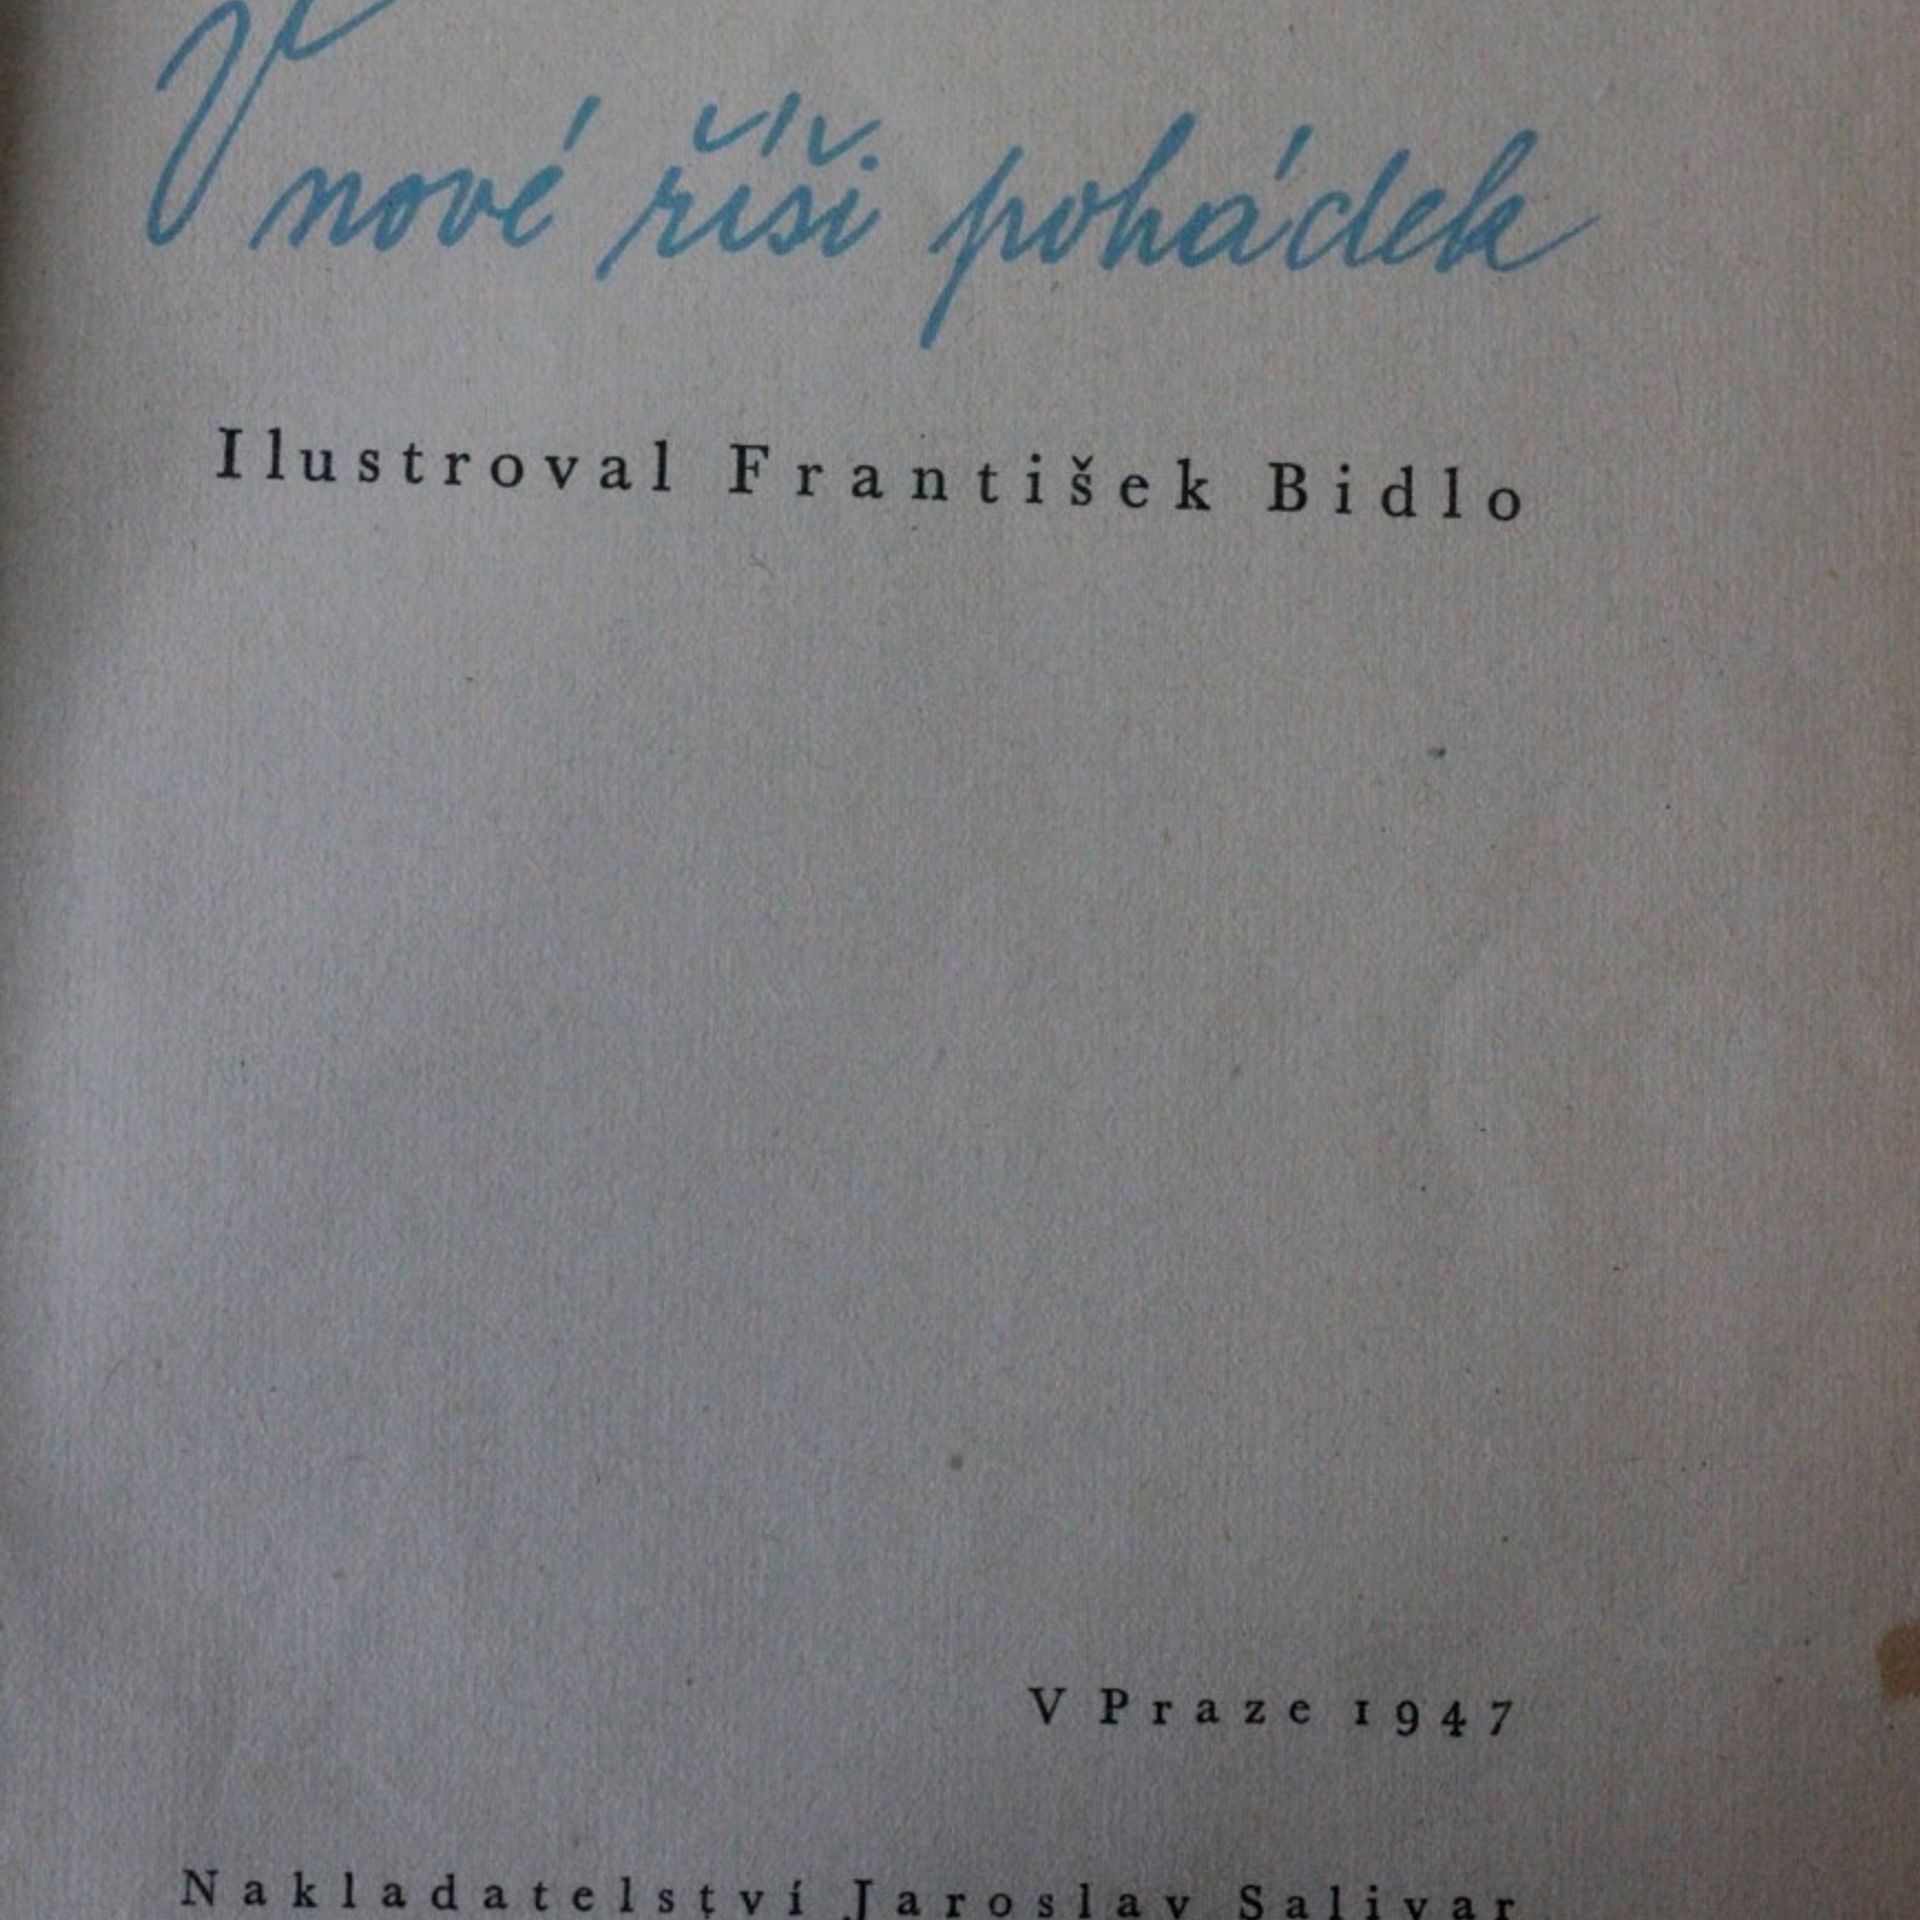 V
nové říši pohádek
Ilustroval František Bidlo
V Praze 1947
Nakladatelství Jaroslav Salivar